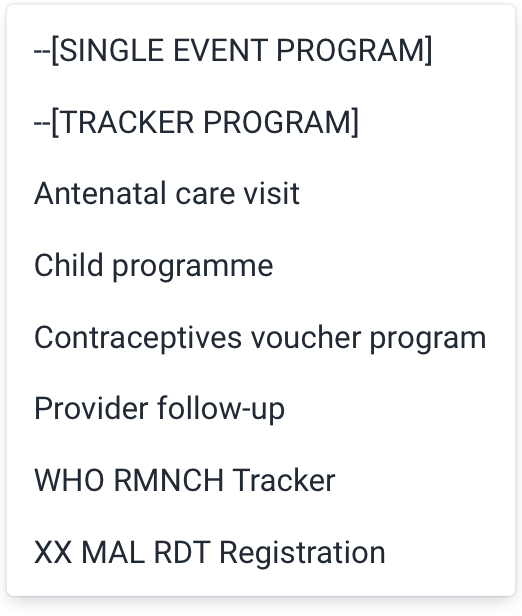 --[SINGLE EVENT PROGRAM]
--[TRACKER PROGRAM]
Antenatal care visit
Child programme
Contraceptives voucher program
Provider follow-up
WHO RMNCH Tracker
XX MAL RDT Registration